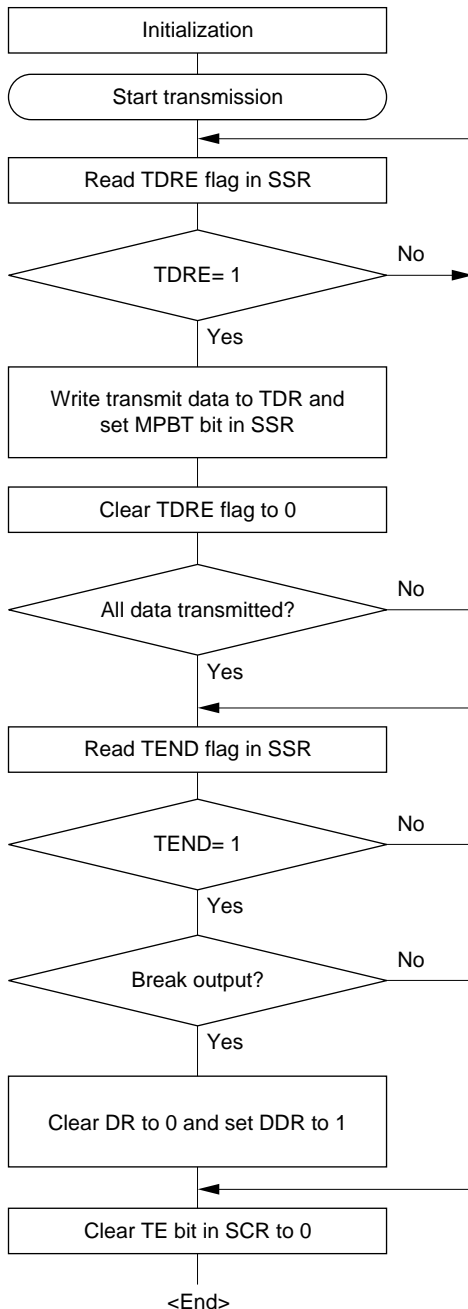 Initialization
Start transmission
Read TDRE flag in SSR
TDRE= 1
No
Yes
Write transmit data to TDR and
set MPBT bit in SSR
Clear TDRE flag to 0
All data transmitted?
No
Yes
Read TEND flag in SSR
TEND= 1
No
Yes
Break output?
No
Yes
Clear DR to 0 and set DDR to 1
Clear TE bit in SCR to 0
<End>